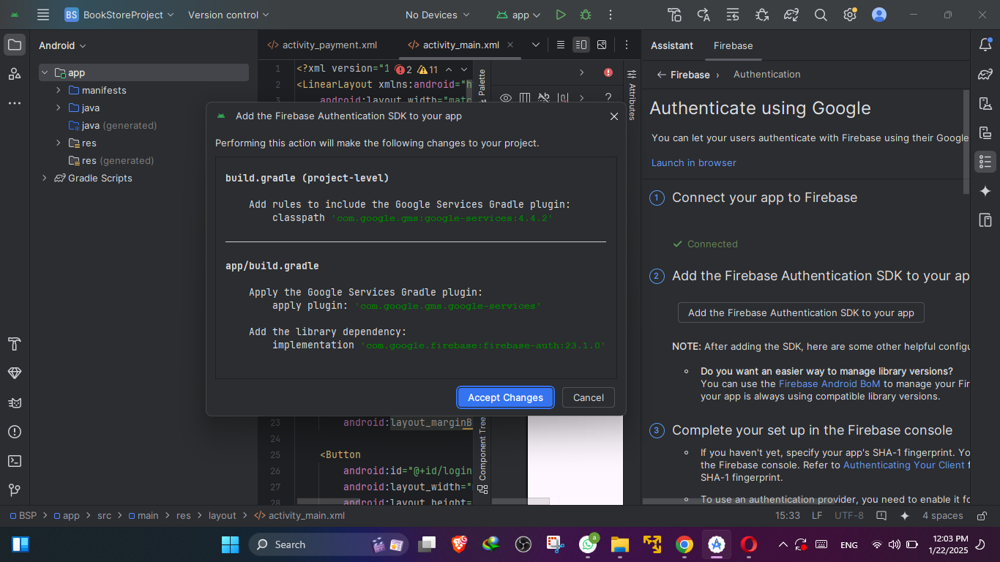 BS BookStoreProject Version control No Devices app
Android
app
manifests
java
java (generated)
res
res (generated)
Gradle Scripts
activity_payment.xml activity_main.xml
1 <?xml version="1 2 11
2 <LinearLayout xmlns:android="h
android:layout_width="matc
Palette
Attributes
Add the Firebase Authentication SDK to your app
Performing this action will make the following changes to your project.
build.gradle (project-level)
Add rules to include the Google Services Gradle plugin:
classpath 'com.google.gms:google-services:4.4.2'
app/build.gradle
Apply the Google Services Gradle plugin:
apply plugin: 'com.google.gms.google-services'
Add the library dependency:
implementation 'com.google.firebase:firebase-auth:23.1.0'
Accept Changes Cancel
23 android:layout_marginB
24
25 <Button
26 android:id="@+id/login
27 android:layout_width="
28 android:layout_height=
Component Tree
Assistant Firebase
← Firebase › Authentication
Authenticate using Google
You can let your users authenticate with Firebase using their Google
Launch in browser
1 Connect your app to Firebase
Connected
2 Add the Firebase Authentication SDK to your ap
Add the Firebase Authentication SDK to your app
NOTE: After adding the SDK, here are some other helpful configu
Do you want an easier way to manage library versions?
You can use the Firebase Android BoM to manage your Fir
your app is always using compatible library versions.
3 Complete your set up in the Firebase console
If you haven't yet, specify your app's SHA-1 fingerprint. Yo
the Firebase console. Refer to Authenticating Your Client f
SHA-1 fingerprint.
To use an authentication provider, you need to enable it fo
BSP > app > src > main > res > layout > activity_main.xml 15:33 LF UTF-8 4 spaces
Search ENG 12:03 PM
1/22/2025